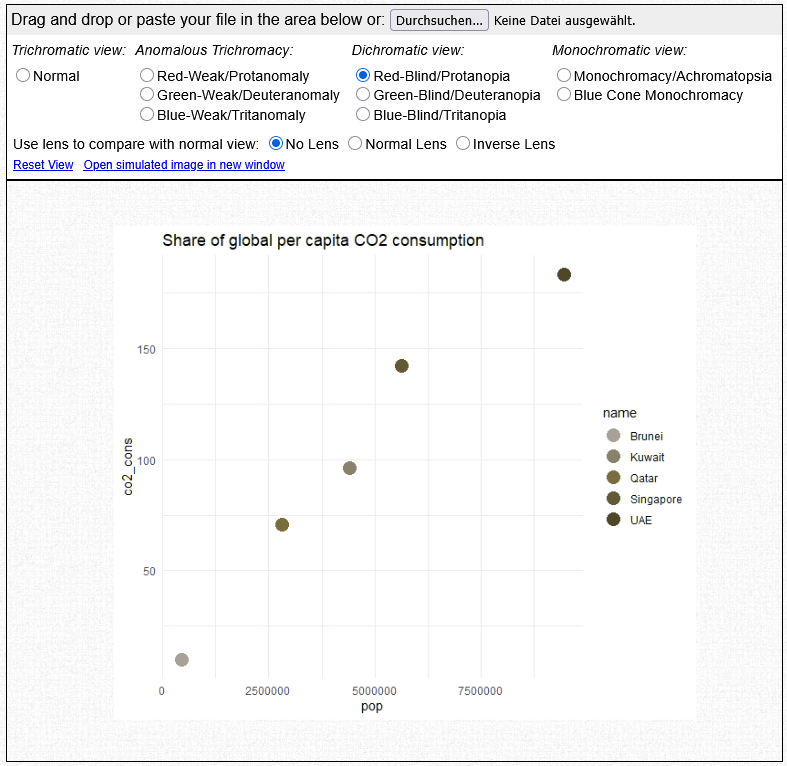 Drag and drop or paste your file in the area below or: Durchsuchen... Keine Datei ausgewählt.
Trichromatic view: Anomalous Trichromacy: Dichromatic view: Monochromatic view:
Normal Red-Weak/Protanomaly Red-Blind/Protanopia Monochromacy/Achromatopsia
Green-Weak/Deuteranomaly Green-Blind/Deuteranopia Blue Cone Monochromacy
Blue-Weak/Tritanomaly Blue-Blind/Tritanopia
Use lens to compare with normal view: No Lens Normal Lens Inverse Lens
Reset View Open simulated image in new window
Share of global per capita CO2 consumption
150
100
50
co2_cons
0 2500000 5000000 7500000
pop
name
Brunei
Kuwait
Qatar
Singapore
UAE